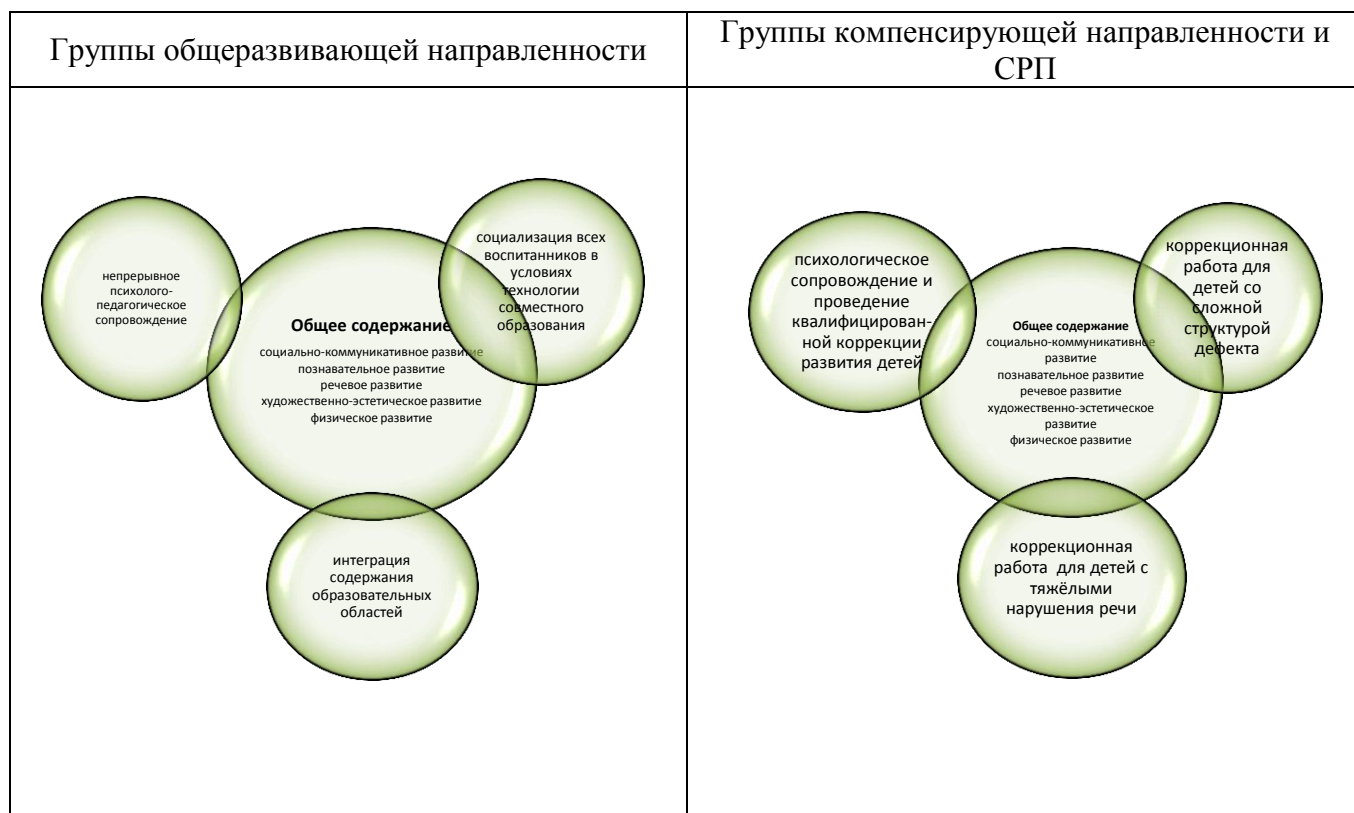 Группы общеразвивающей направленности
Группы компенсирующей направленности и
СРП
непрерывное
психолого-
педагогическое
сопровождение
социализация всех
воспитанников в
условиях
технологии
совместного
образования
Общее содержание
социально-коммуникативное развитие
познавательное развитие
речевое развитие
художественно-эстетическое развитие
физическое развитие
интеграция
содержания
образовательных
областей
психологическое
сопровождение и
проведение
квалифицирован-
ной коррекции
развития детей
коррекционная
работа для
детей со
сложной
структурой
дефекта
Общее содержание
социально-коммуникативное
развитие
познавательное развитие
речевое развитие
художественно-эстетическое
развитие
физическое развитие
коррекционная
работа для детей с
тяжёлыми
нарушения речи